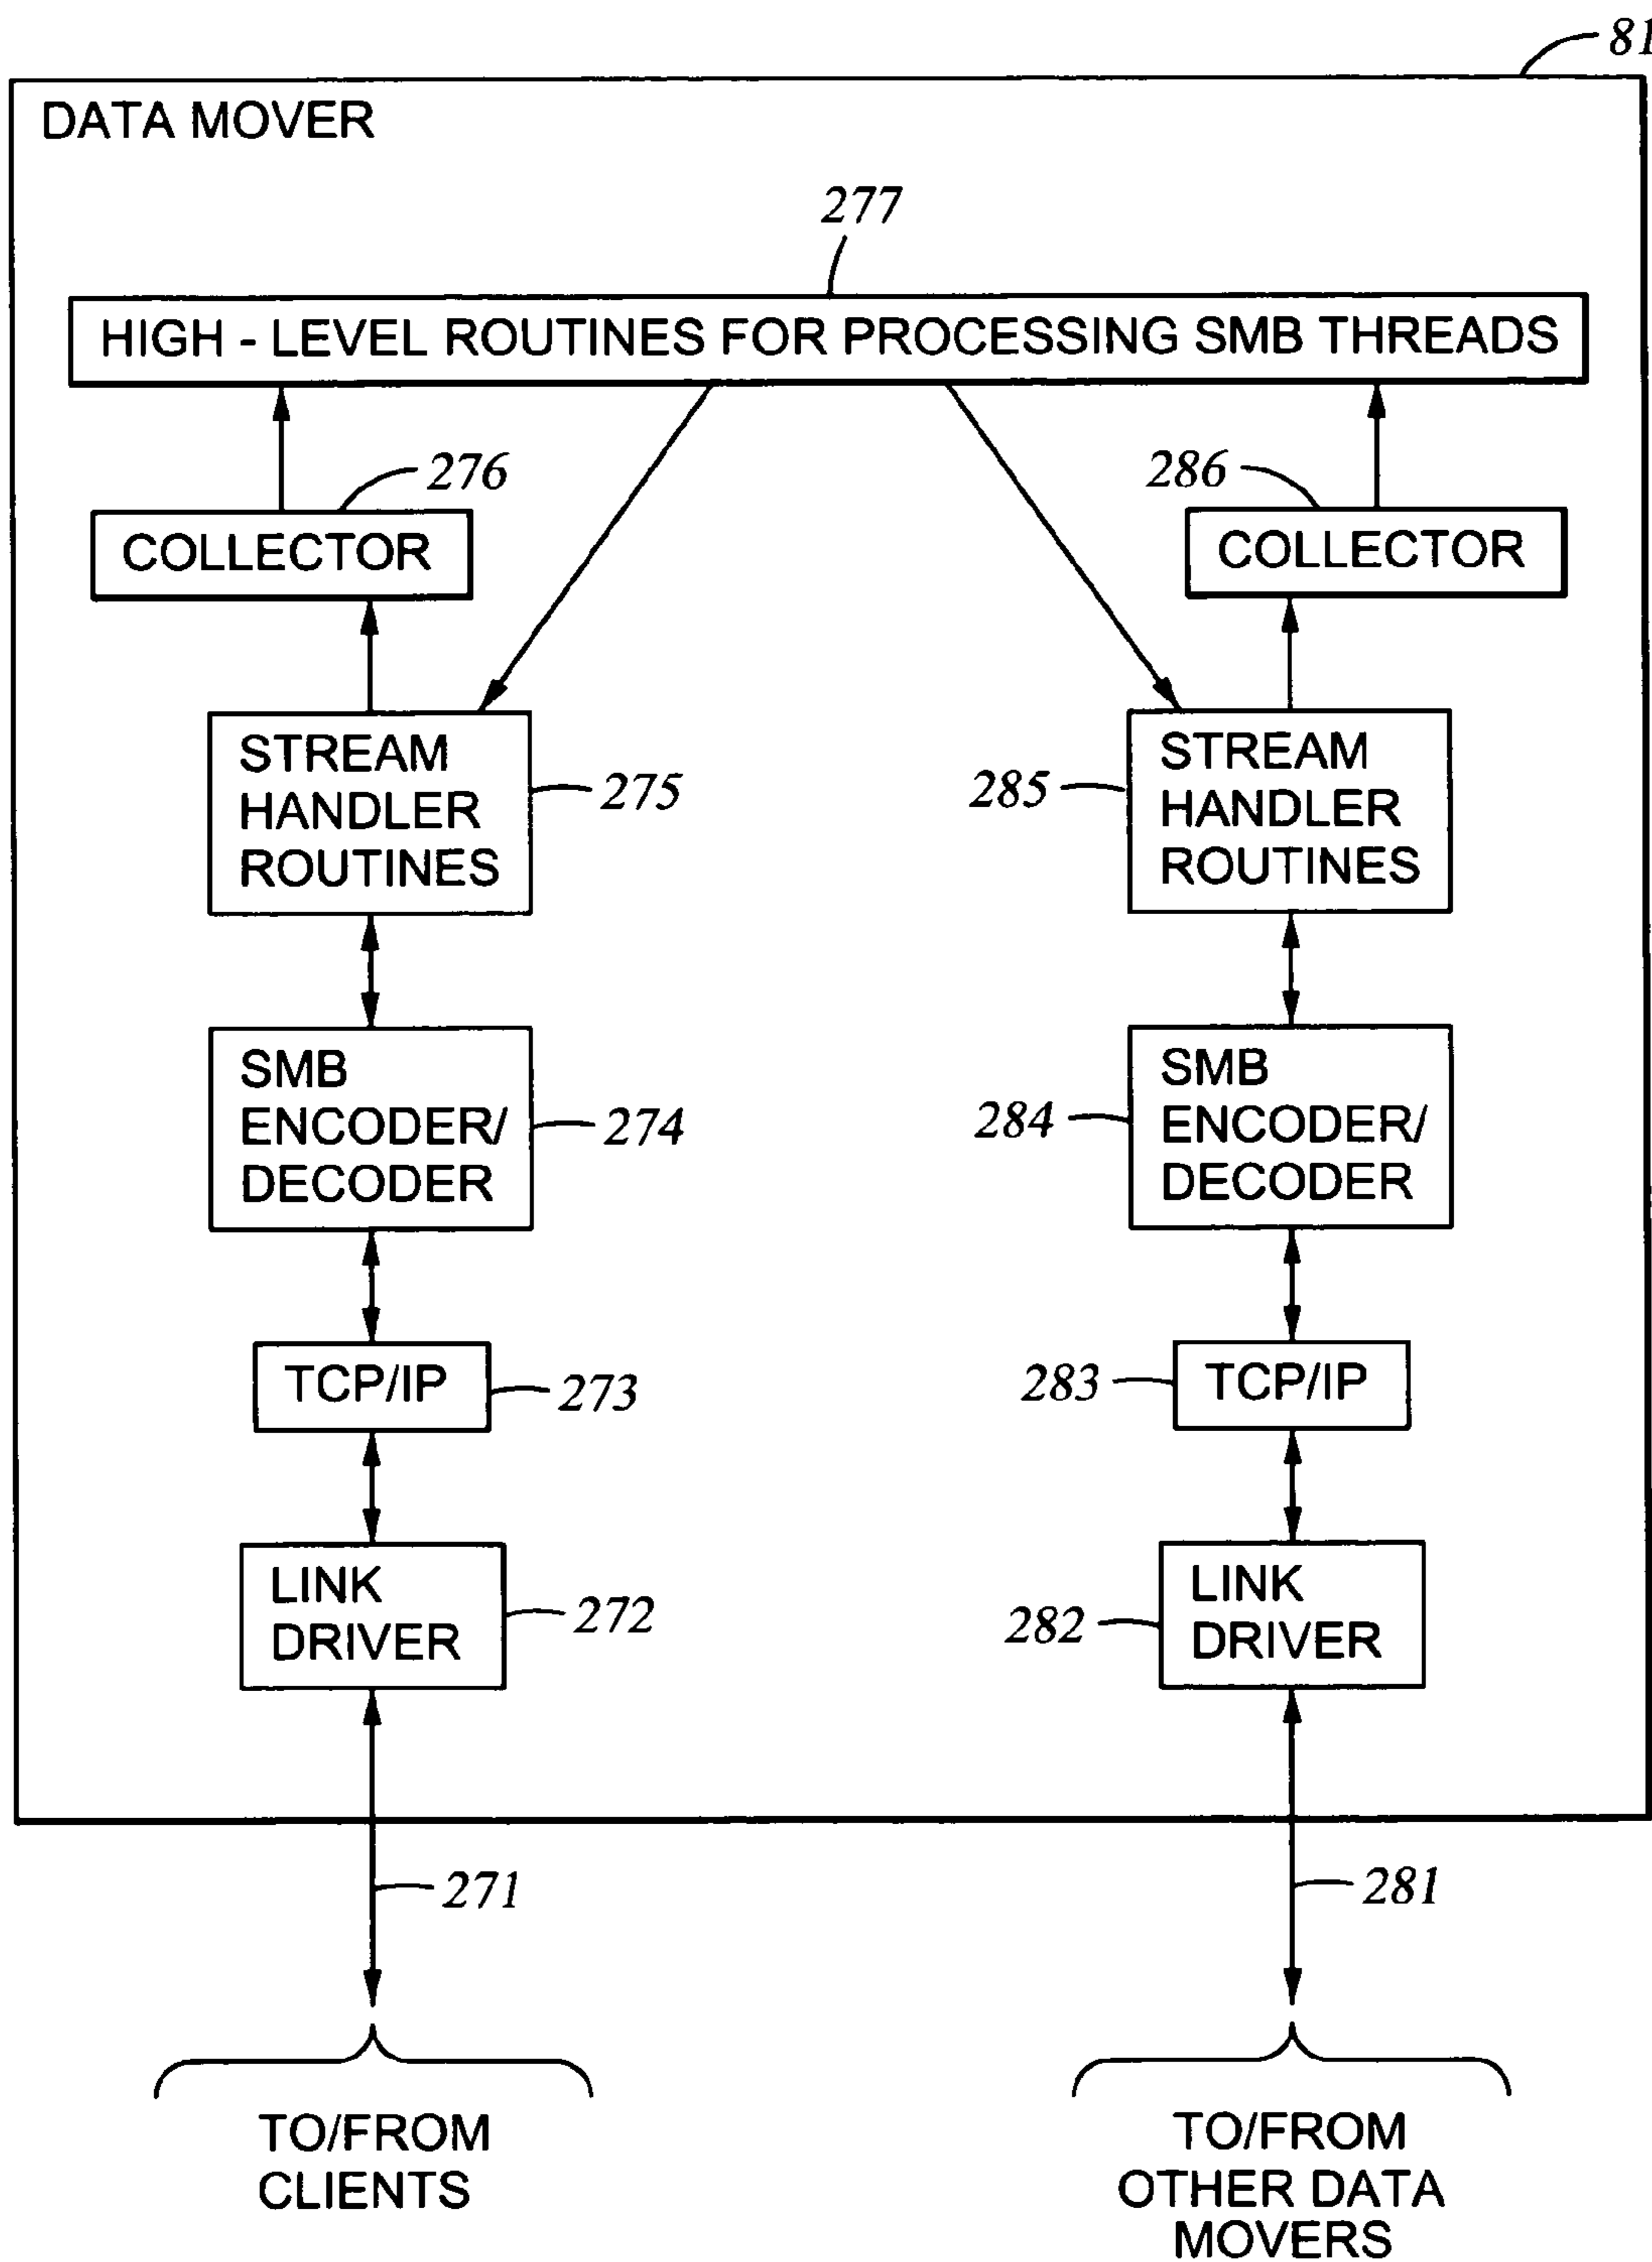 81
DATA MOVER
277
HIGH - LEVEL ROUTINES FOR PROCESSING SMB THREADS
276
COLLECTOR
286
COLLECTOR
STREAM
HANDLER
ROUTINES
275
285
STREAM
HANDLER
ROUTINES
SMB
ENCODER/
DECODER
274
284
SMB
ENCODER/
DECODER
TCP/IP
273
283
TCP/IP
LINK
DRIVER
272
282
LINK
DRIVER
271
281
TO/FROM
CLIENTS
TO/FROM
OTHER DATA
MOVERS